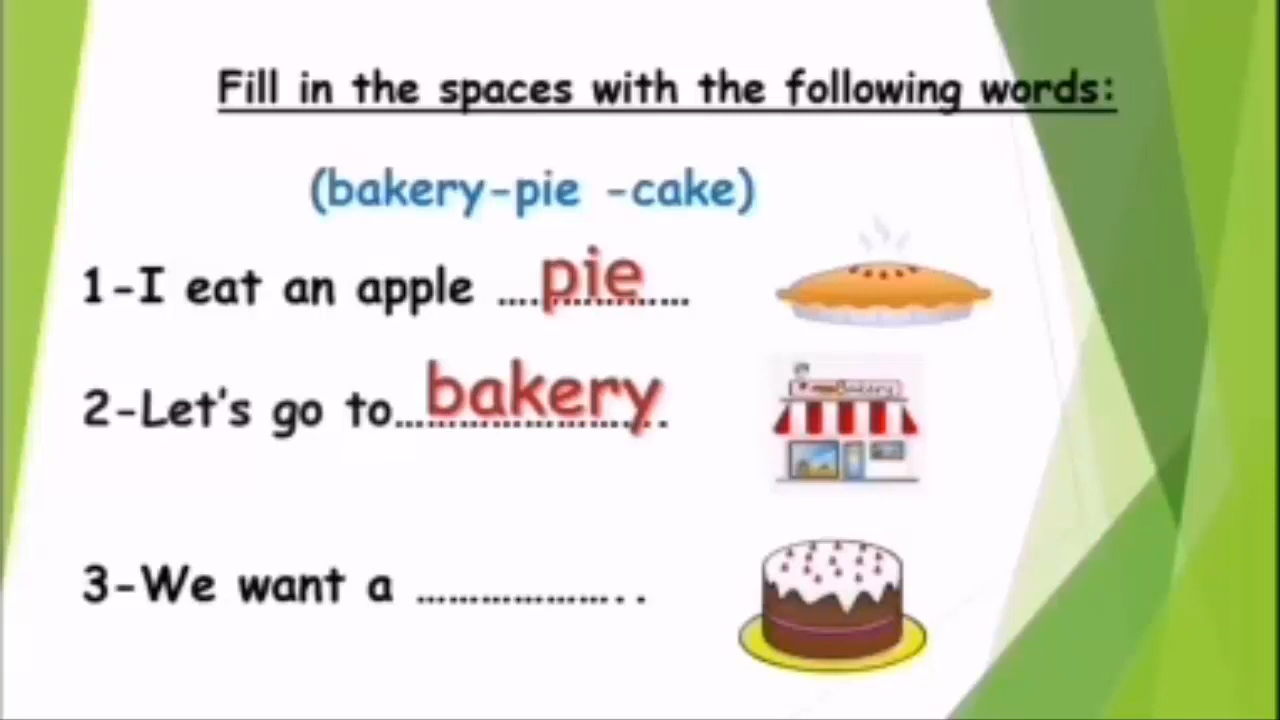 Fill in the spaces with the following words:
(bakery-pie -cake)
1-I eat an apple ....pie............
2-Let's go to...bakery..
Bakery
3-We want a ………………..